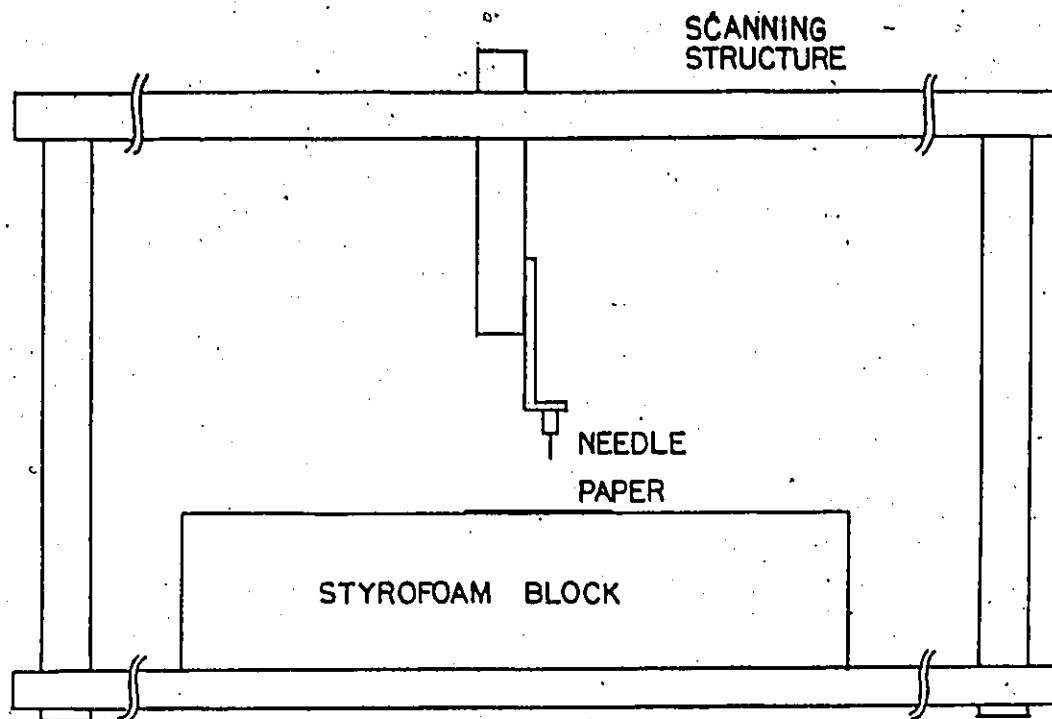 SCANNING
STRUCTURE
NEEDLE
PAPER
STYROFOAM BLOCK